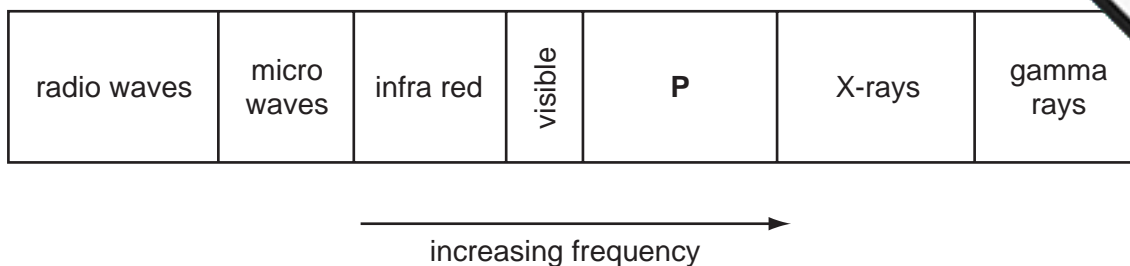 radio waves
micro
waves
infra red
visible
P
X-rays
gamma
rays
increasing frequency